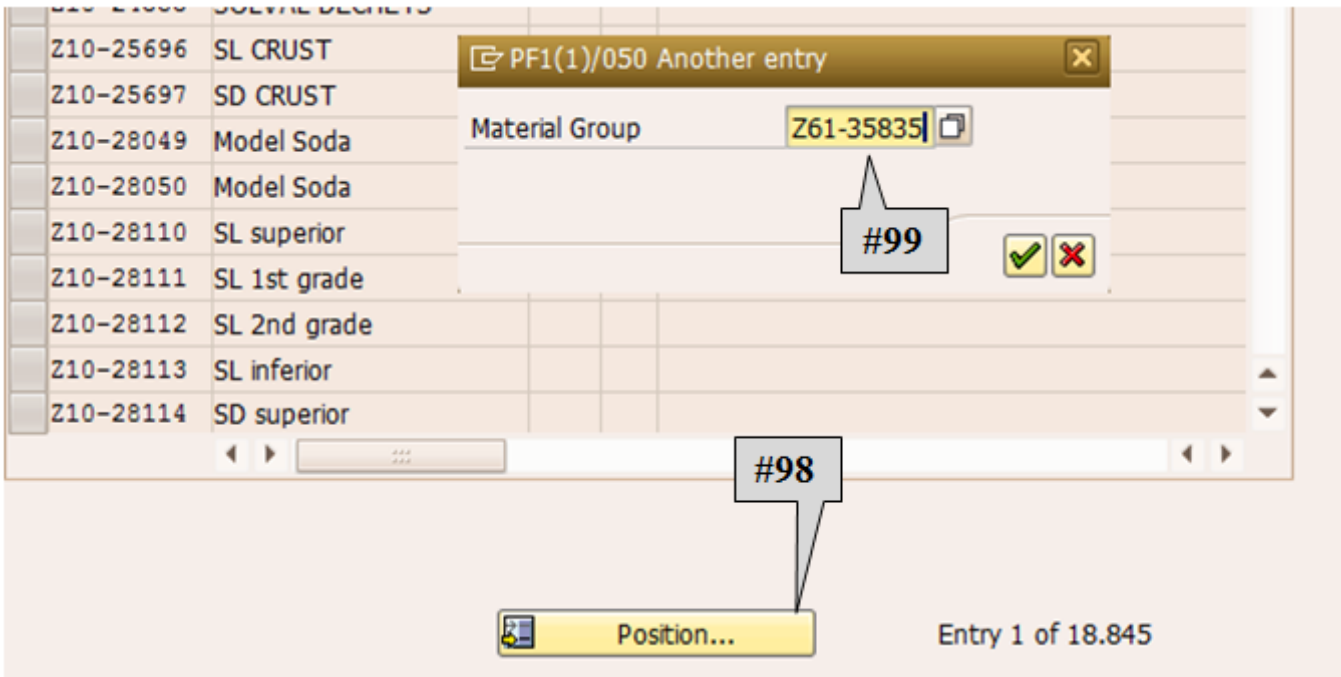 Z10-25696 SL CRUST
Z10-25697 SD CRUST
Z10-28049 Model Soda
Z10-28050 Model Soda
Z10-28110 SL superior
Z10-28111 SL 1st grade
Z10-28112 SL 2nd grade
Z10-28113 SL inferior
Z10-28114 SD superior
PF1(1)/050 Another entry
Material Group Z61-35835
#99
#98
Position... Entry 1 of 18.845